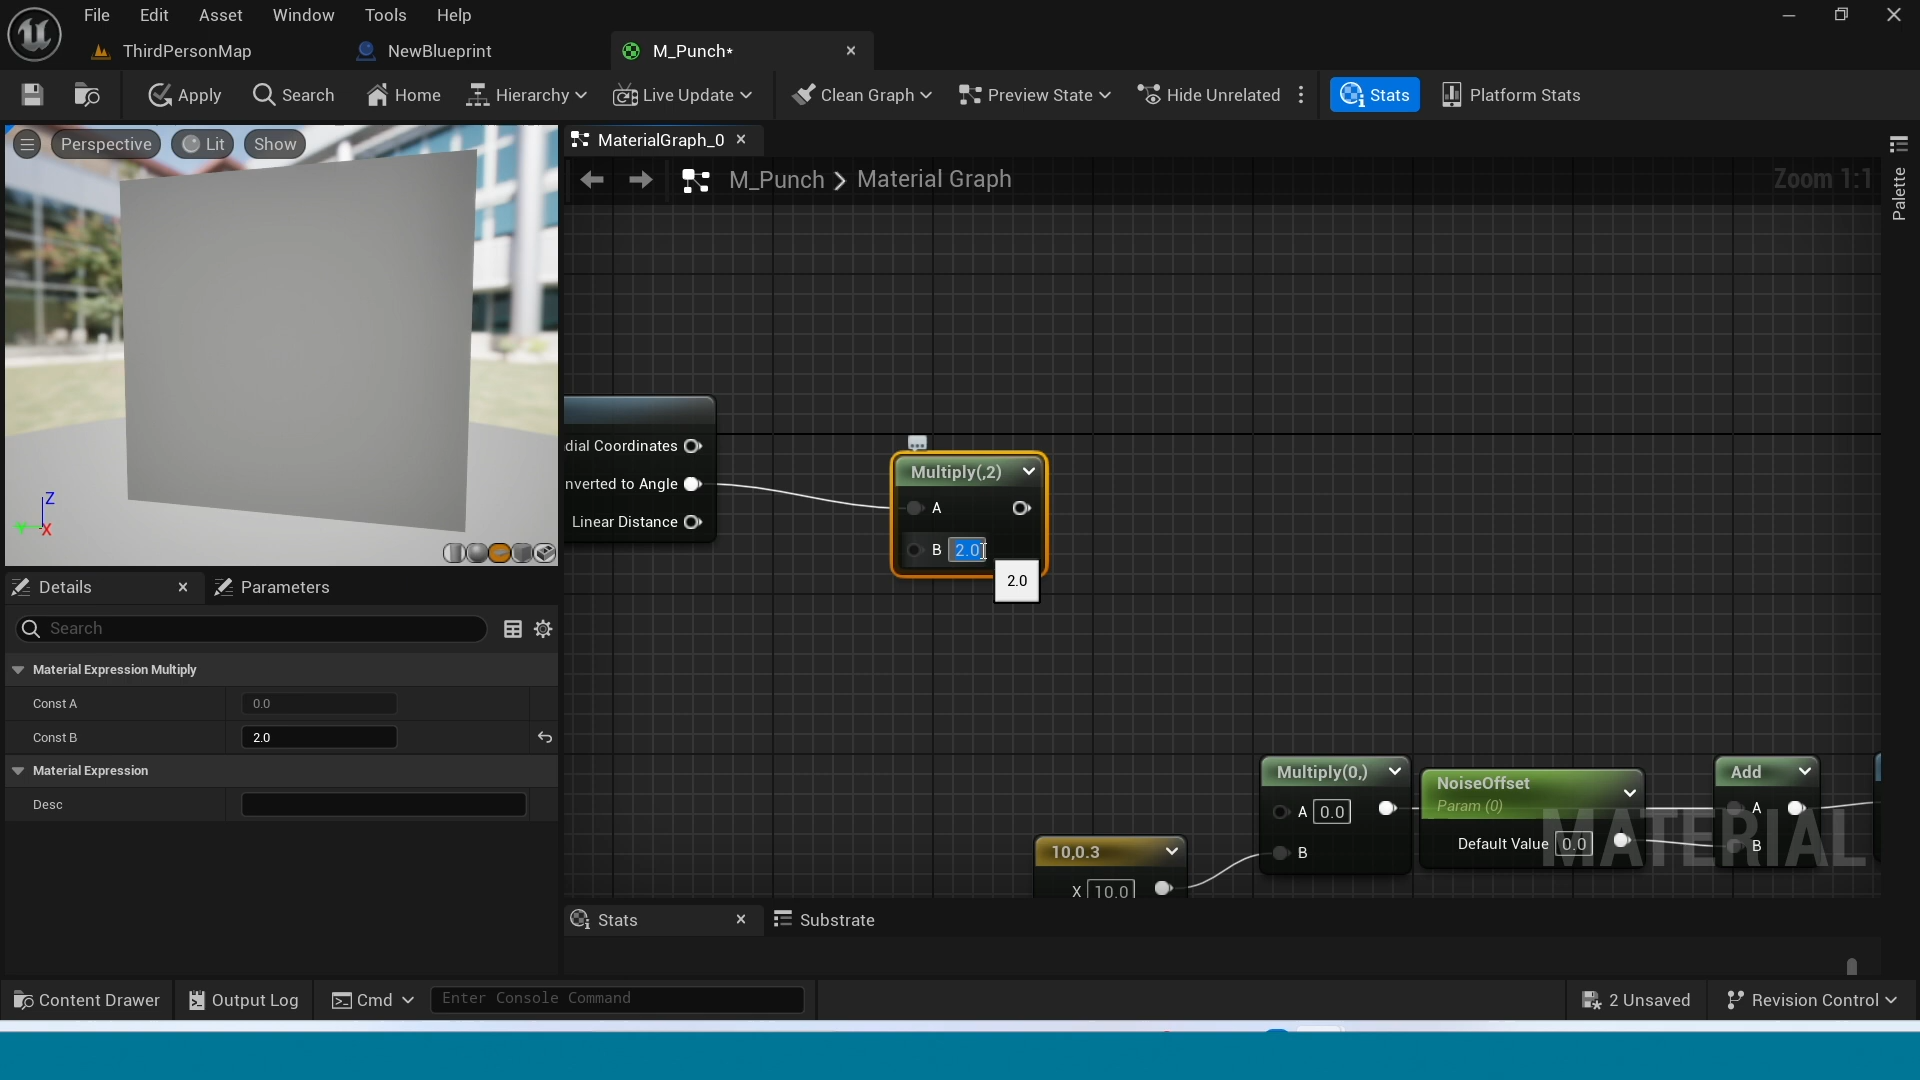 File Edit Asset Window Tools Help
ThirdPersonMap NewBlueprint M_Punch*
Apply Search Home Hierarchy Live Update Clean Graph Preview State Hide Unrelated Stats Platform Stats
Perspective Lit Show
MaterialGraph_0
M_Punch Material Graph Zoom 1:1
Palette
dial Coordinates
nverted to Angle
Linear Distance
Multiply(,2)
A
B 2.0
2.0
Z
Y
X
Details Parameters
Search
Material Expression Multiply
Const A 0.0
Const B 2.0
Material Expression
Desc
Multiply(0,)
A 0.0
B
NoiseOffset
Param (0)
Default Value 0.0
Add
A
B
MATERIAL
10,0.3
X 10.0
Stats Substrate
Content Drawer Output Log Cmd Enter Console Command 2 Unsaved Revision Control